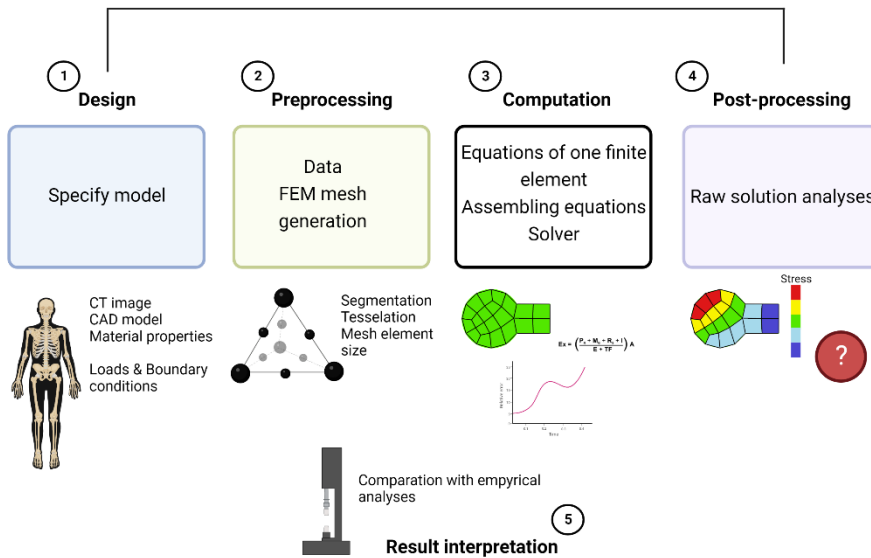 1
Design
2
Preprocessing
3
Computation
4
Post-processing
Specify model
Data
FEM mesh
generation
Equations of one finite
element
Assembling equations
Solver
Raw solution analyses
CT image
CAD model
Material properties
Loads & Boundary
conditions
Segmentation
Tesselation
Mesh element
size
Stress
?
Comparation with empyrical
analyses
5
Result interpretation